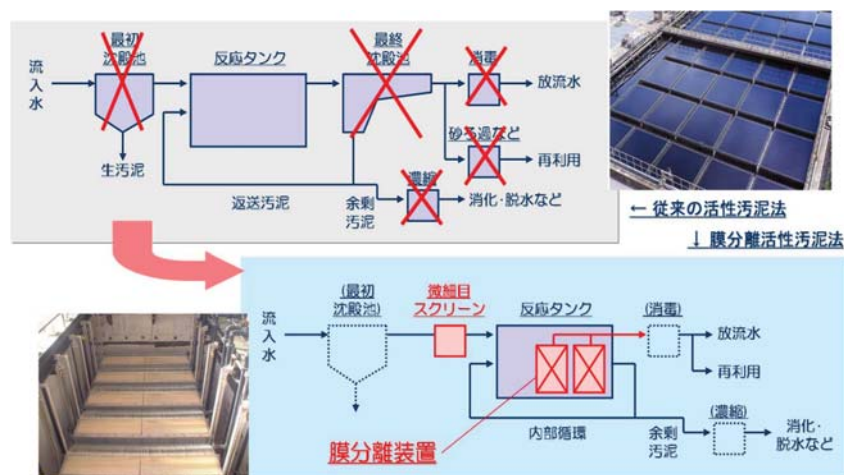 最初
沈殿池
反応タンク
最終
沈殿池
消毒
流入水
放流水
砂ろ過など
再利用
生汚泥
濃縮
返送汚泥
余剰
汚泥
消化・脱水など
← 従来の活性汚泥法
↓ 膜分離活性汚泥法
(最初
沈殿池)
微細目
スクリーン
反応タンク
(消毒)
流入水
放流水
再利用
膜分離装置
内部循環
余剰
汚泥
(濃縮)
消化・
脱水など